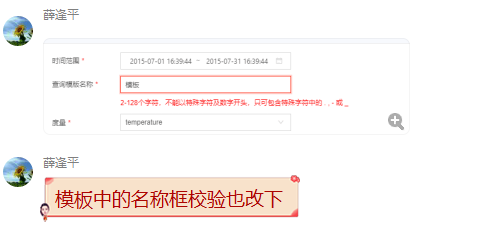 薛逢平
时间范围 *
2015-07-01 16:39:44 ~ 2015-07-31 16:39:44
查询模版名称 *
模板
2-128个字符，不能以特殊字符及数字开头，只可包含特殊字符中的 . , - 或 _
度量 *
temperature
薛逢平
模板中的名称框校验也改下